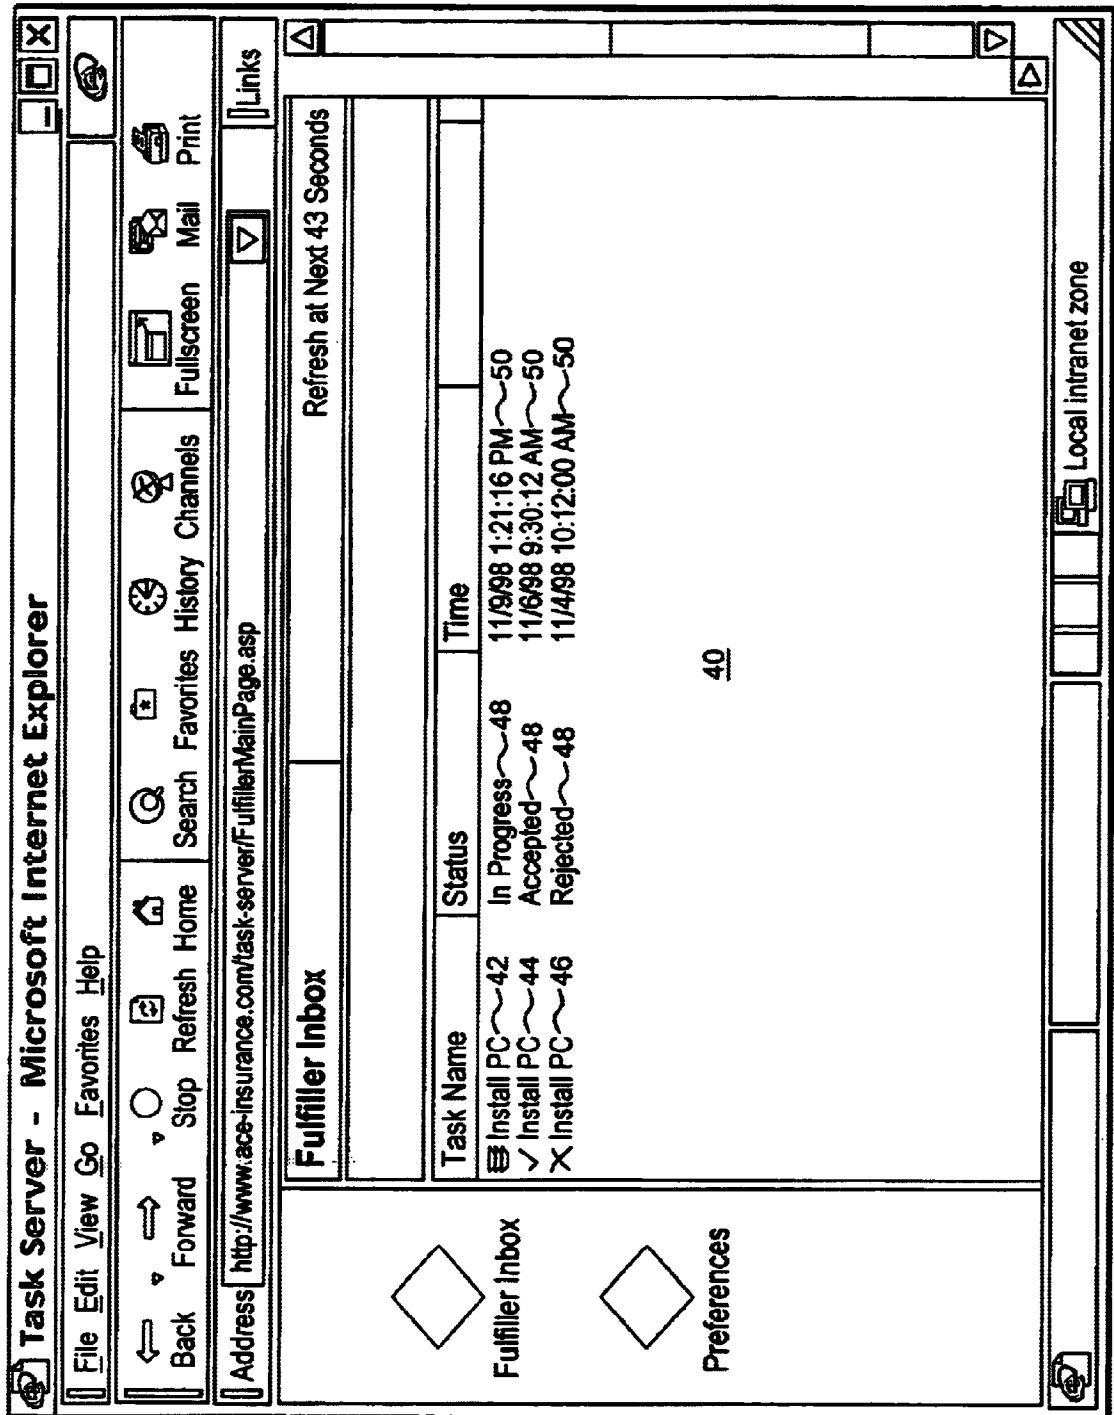 Task Server - Microsoft Internet Explorer
File Edit View Go Favorites Help
Back Forward Stop Refresh Home Search Favorites History Channels Fullscreen Mail Print
Address http://www.ace-insurance.com/task-server/FulfillerMainPage.asp Links
Fulfiller Inbox Refresh at Next 43 Seconds
Task Name Status Time
Install PC 42 In Progress 48 11/9/98 1:21:16 PM 50
Install PC 44 Accepted 48 11/6/98 9:30:12 AM 50
Install PC 46 Rejected 48 11/4/98 10:12:00 AM 50
Fulfiller Inbox
Preferences
40
Local intranet zone